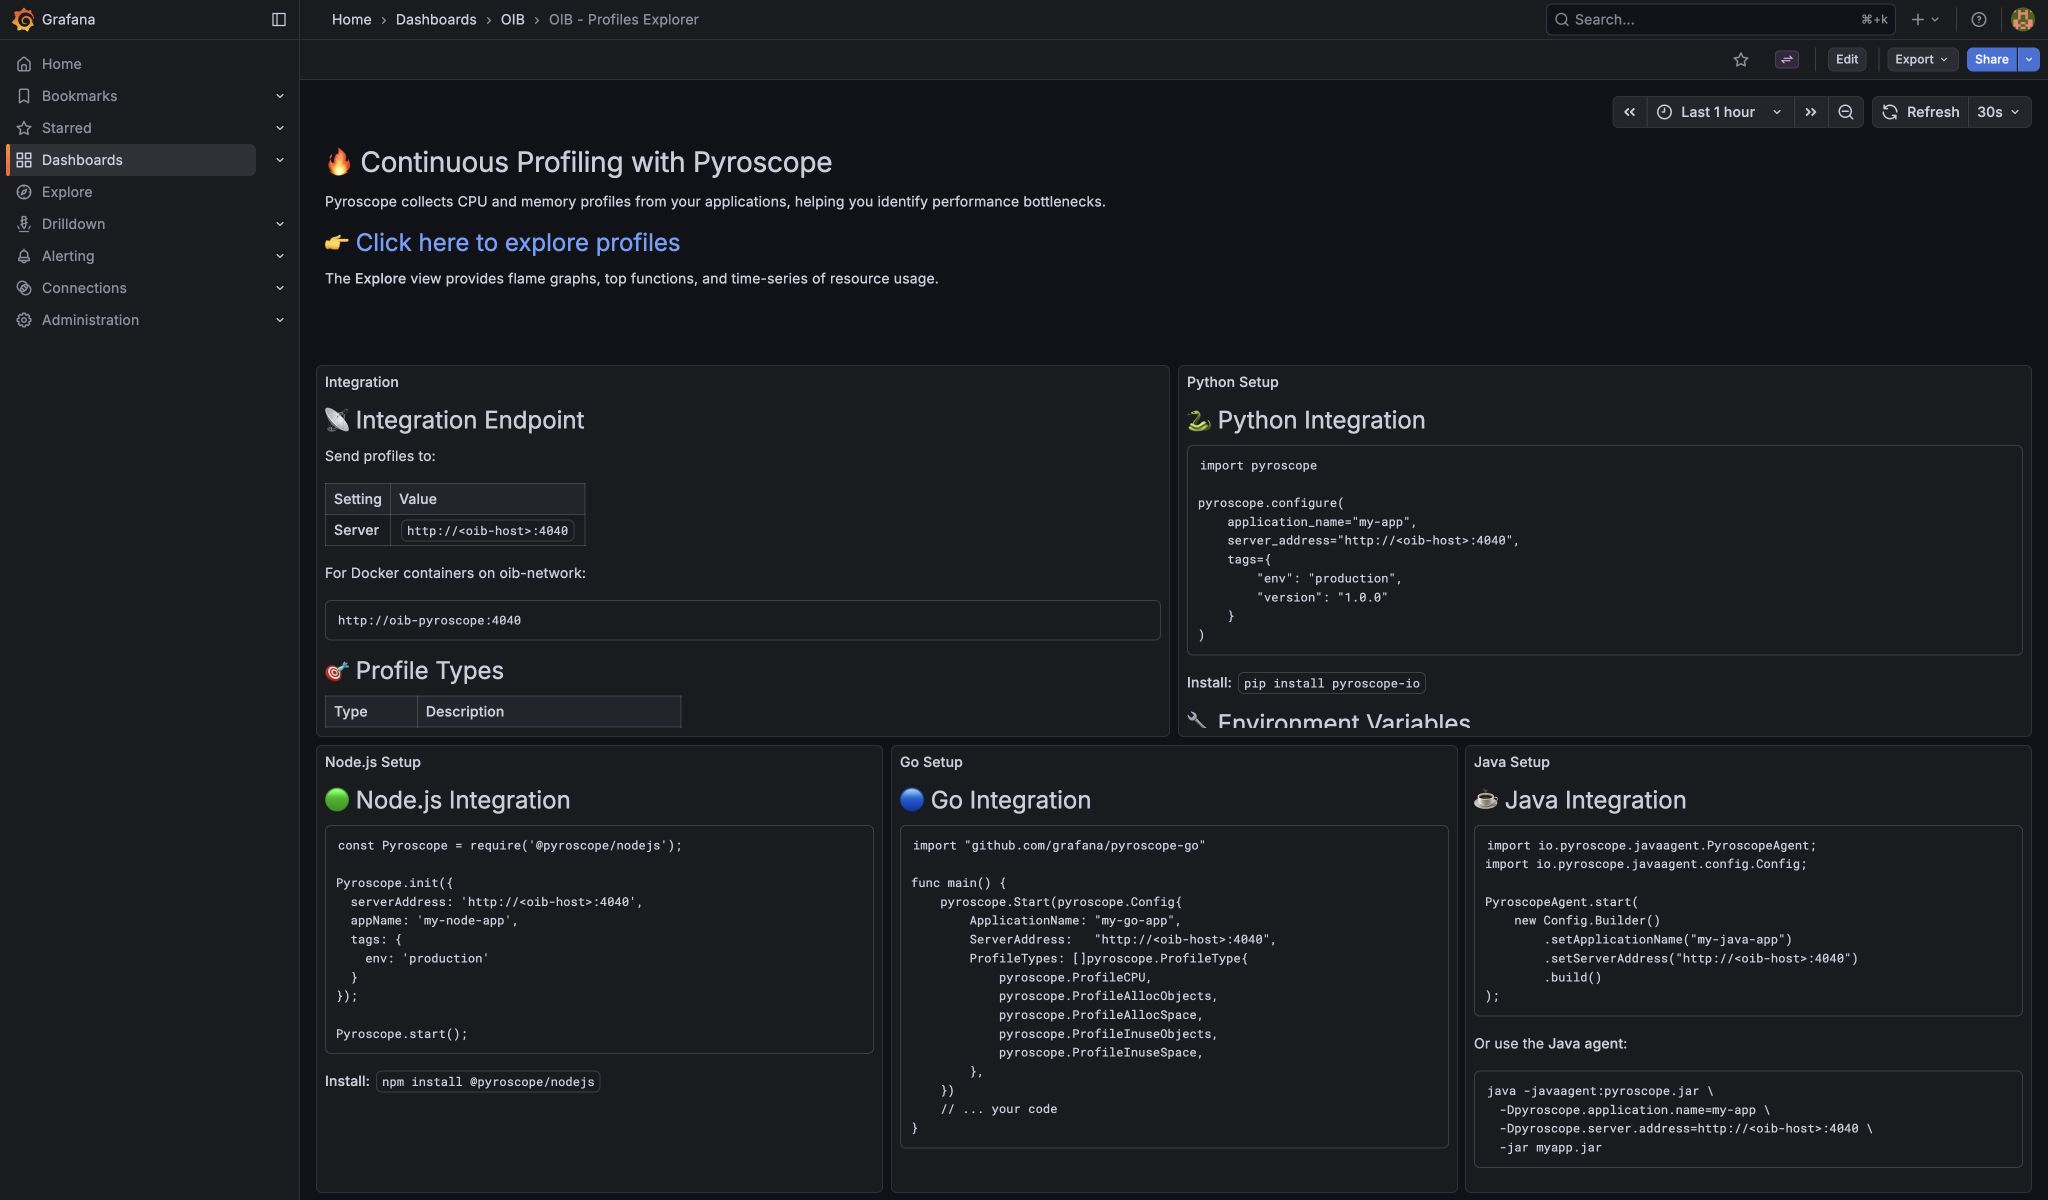 Grafana
Home › Dashboards › OIB › OIB - Profiles Explorer
Search... ⌘+k
Home
Bookmarks
Starred
Dashboards
Explore
Drilldown
Alerting
Connections
Administration
Edit
Export
Share
Last 1 hour
Refresh
30s
🔥 Continuous Profiling with Pyroscope
Pyroscope collects CPU and memory profiles from your applications, helping you identify performance bottlenecks.
👉 Click here to explore profiles
The Explore view provides flame graphs, top functions, and time-series of resource usage.
Integration
📡 Integration Endpoint
Send profiles to:
Setting Value
Server http://<oib-host>:4040
For Docker containers on oib-network:
http://oib-pyroscope:4040
🎯 Profile Types
Type Description
Python Setup
🐍 Python Integration
import pyroscope
pyroscope.configure(
    application_name="my-app",
    server_address="http://<oib-host>:4040",
    tags={
        "env": "production",
        "version": "1.0.0"
    }
)
Install: pip install pyroscope-io
🔧 Environment Variables
Node.js Setup
🟢 Node.js Integration
const Pyroscope = require('@pyroscope/nodejs');
Pyroscope.init({
  serverAddress: 'http://<oib-host>:4040',
  appName: 'my-node-app',
  tags: {
    env: 'production'
  }
});
Pyroscope.start();
Install: npm install @pyroscope/nodejs
Go Setup
🔵 Go Integration
import "github.com/grafana/pyroscope-go"
func main() {
    pyroscope.Start(pyroscope.Config{
        ApplicationName: "my-go-app",
        ServerAddress:   "http://<oib-host>:4040",
        ProfileTypes: []pyroscope.ProfileType{
            pyroscope.ProfileCPU,
            pyroscope.ProfileAllocObjects,
            pyroscope.ProfileAllocSpace,
            pyroscope.ProfileInuseObjects,
            pyroscope.ProfileInuseSpace,
        },
    })
    // ... your code
}
Java Setup
☕ Java Integration
import io.pyroscope.javaagent.PyroscopeAgent;
import io.pyroscope.javaagent.config.Config;
PyroscopeAgent.start(
    new Config.Builder()
        .setApplicationName("my-java-app")
        .setServerAddress("http://<oib-host>:4040")
        .build()
);
Or use the Java agent:
java -javaagent:pyroscope.jar \
  -Dpyroscope.application.name=my-app \
  -Dpyroscope.server.address=http://<oib-host>:4040 \
  -jar myapp.jar